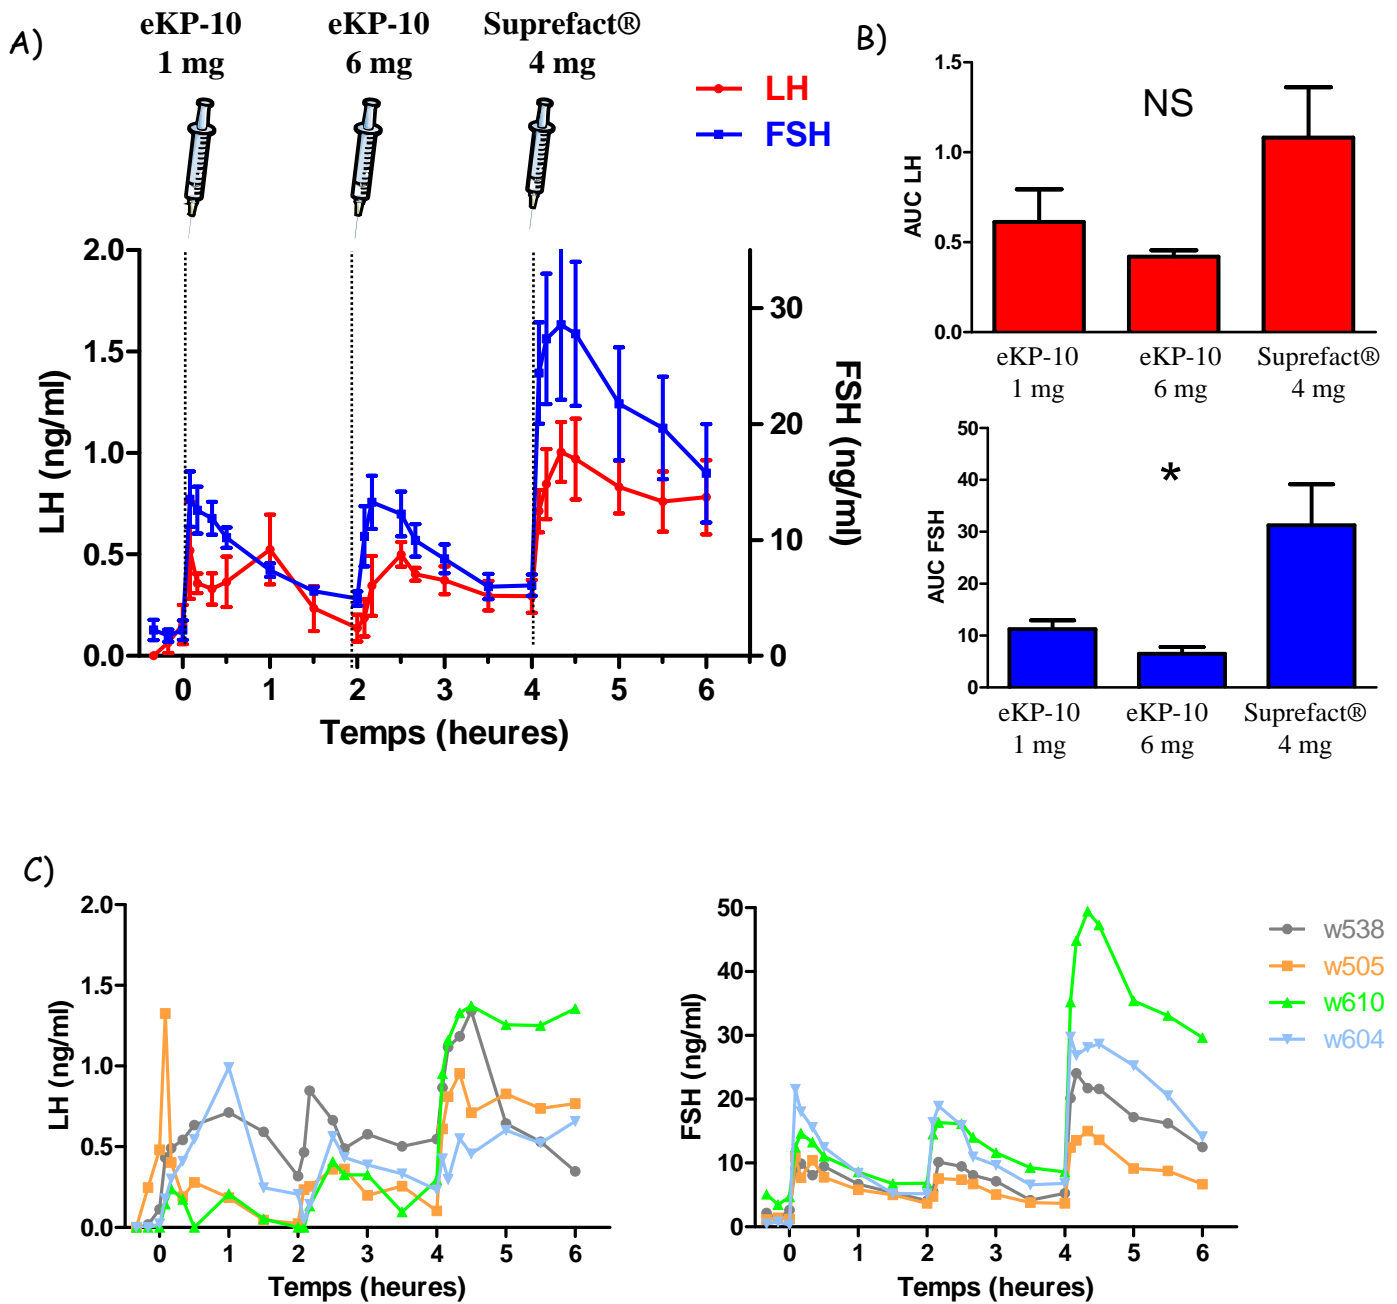 A)
eKP-10
1 mg
eKP-10
6 mg
Suprefact®
4 mg
LH
FSH
LH (ng/ml)
2.0
1.5
1.0
0.5
0.0
FSH (ng/ml)
30
20
10
0
0 1 2 3 4 5 6
Temps (heures)
B)
NS
AUC LH
1.5
1.0
0.5
0.0
eKP-10
1 mg
eKP-10
6 mg
Suprefact®
4 mg
*
AUC FSH
50
40
30
20
10
0
eKP-10
1 mg
eKP-10
6 mg
Suprefact®
4 mg
C)
LH (ng/ml)
2.0
1.5
1.0
0.5
0.0
0 1 2 3 4 5 6
Temps (heures)
FSH (ng/ml)
50
40
30
20
10
0
0 1 2 3 4 5 6
Temps (heures)
w538
w505
w610
w604